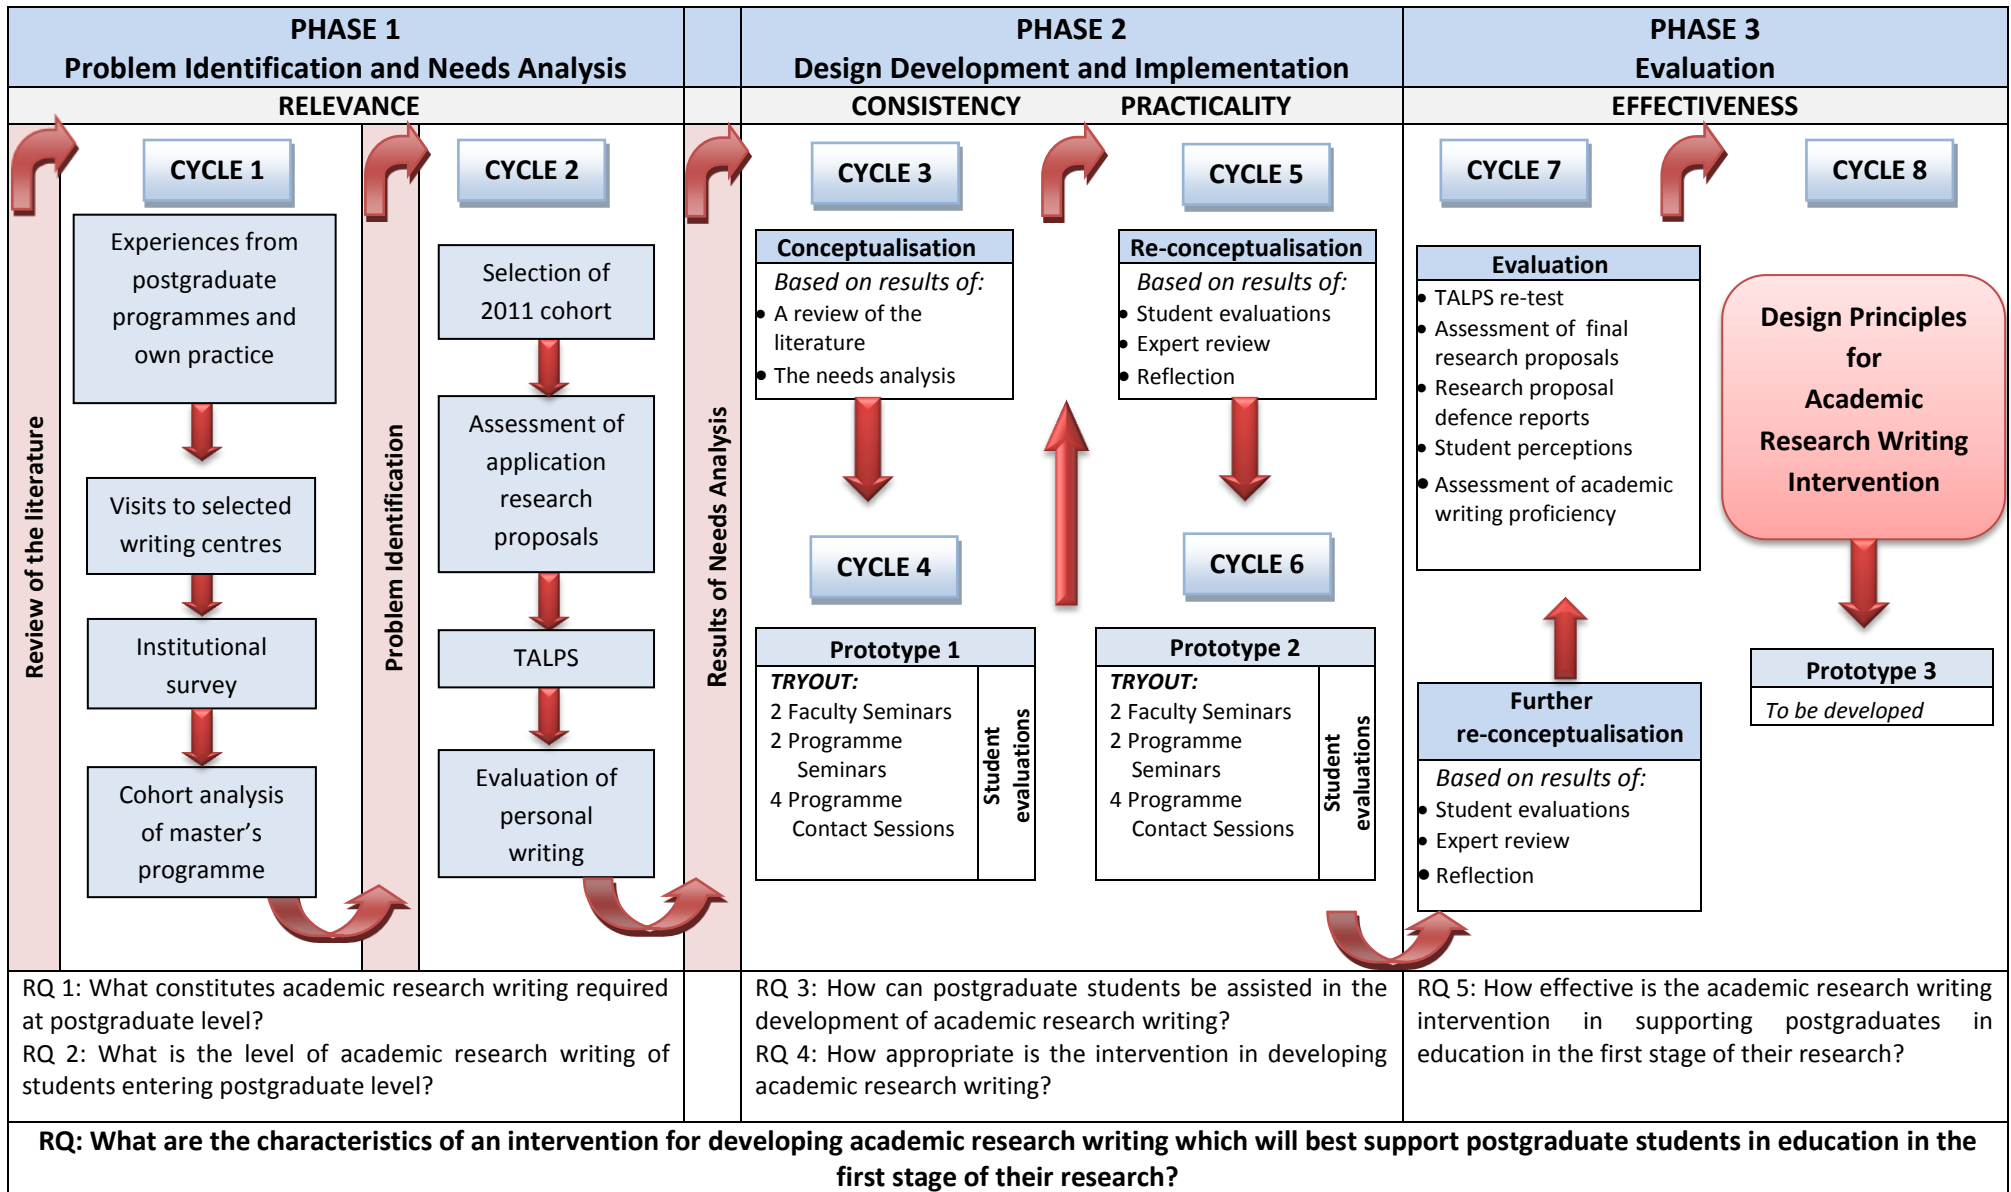 PHASE 1
Problem Identification and Needs Analysis
PHASE 2
Design Development and Implementation
PHASE 3
Evaluation
RELEVANCE
CONSISTENCY
PRACTICALITY
EFFECTIVENESS
Review of the literature
CYCLE 1
Experiences from
postgraduate
programmes and
own practice
Visits to selected
writing centres
Institutional
survey
Cohort analysis
of master’s
programme
Problem Identification
CYCLE 2
Selection of
2011 cohort
Assessment of
application
research
proposals
TALPS
Evaluation of
personal
writing
Results of Needs Analysis
CYCLE 3
Conceptualisation
Based on results of:
• A review of the
literature
• The needs analysis
CYCLE 4
Prototype 1
TRYOUT:
2 Faculty Seminars
2 Programme
Seminars
4 Programme
Contact Sessions
Student
evaluations
CYCLE 5
Re-conceptualisation
Based on results of:
• Student evaluations
• Expert review
• Reflection
CYCLE 6
Prototype 2
TRYOUT:
2 Faculty Seminars
2 Programme
Seminars
4 Programme
Contact Sessions
Student
evaluations
CYCLE 7
Evaluation
• TALPS re-test
• Assessment of final
research proposals
• Research proposal
defence reports
• Student perceptions
• Assessment of academic
writing proficiency
Further
re-conceptualisation
Based on results of:
• Student evaluations
• Expert review
• Reflection
CYCLE 8
Design Principles
for
Academic
Research Writing
Intervention
Prototype 3
To be developed
RQ 1: What constitutes academic research writing required
at postgraduate level?
RQ 2: What is the level of academic research writing of
students entering postgraduate level?
RQ 3: How can postgraduate students be assisted in the
development of academic research writing?
RQ 4: How appropriate is the intervention in developing
academic research writing?
RQ 5: How effective is the academic research writing
intervention in supporting postgraduates in
education in the first stage of their research?
RQ: What are the characteristics of an intervention for developing academic research writing which will best support postgraduate students in education in the
first stage of their research?